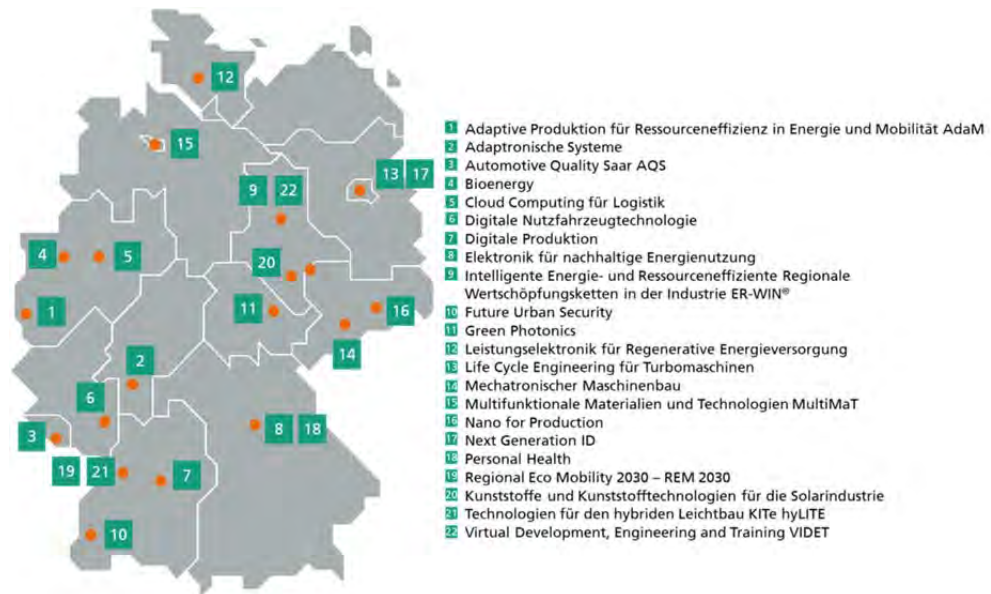 12
15
13 17
9 22
4 5
20
1
11
16
14
2
6
3
8 18
19 21
7
10
1 Adaptive Produktion für Ressourceneffizienz in Energie und Mobilität AdaM
2 Adaptronische Systeme
3 Automotive Quality Saar AQS
4 Bioenergy
5 Cloud Computing für Logistik
6 Digitale Nutzfahrzeugtechnologie
7 Digitale Produktion
8 Elektronik für nachhaltige Energienutzung
9 Intelligente Energie- und Ressourceneffiziente Regionale
Wertschöpfungsketten in der Industrie ER-WIN®
10 Future Urban Security
11 Green Photonics
12 Leistungselektronik für Regenerative Energieversorgung
13 Life Cycle Engineering für Turbomaschinen
14 Mechatronischer Maschinenbau
15 Multifunktionale Materialien und Technologien MultiMaT
16 Nano for Production
17 Next Generation ID
18 Personal Health
19 Regional Eco Mobility 2030 – REM 2030
20 Kunststoffe und Kunststofftechnologien für die Solarindustrie
21 Technologien für den hybriden Leichtbau KITe hyLITE
22 Virtual Development, Engineering and Training VIDET